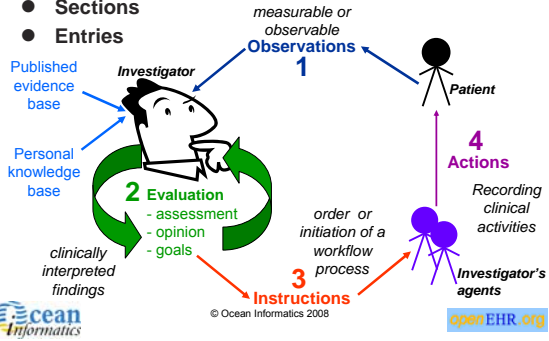 ● Sections
● Entries
measurable or
observable
Observations
1
Published
evidence
base
Investigator
Patient
Personal
knowledge
base
4
Actions
2 Evaluation
- assessment
- opinion
- goals
Recording
clinical
activities
order or
initiation of a
workflow
process
clinically
interpreted
findings
3
Instructions
Investigator's
agents
© Ocean Informatics 2008
Ocean
Informatics
openEHR.org